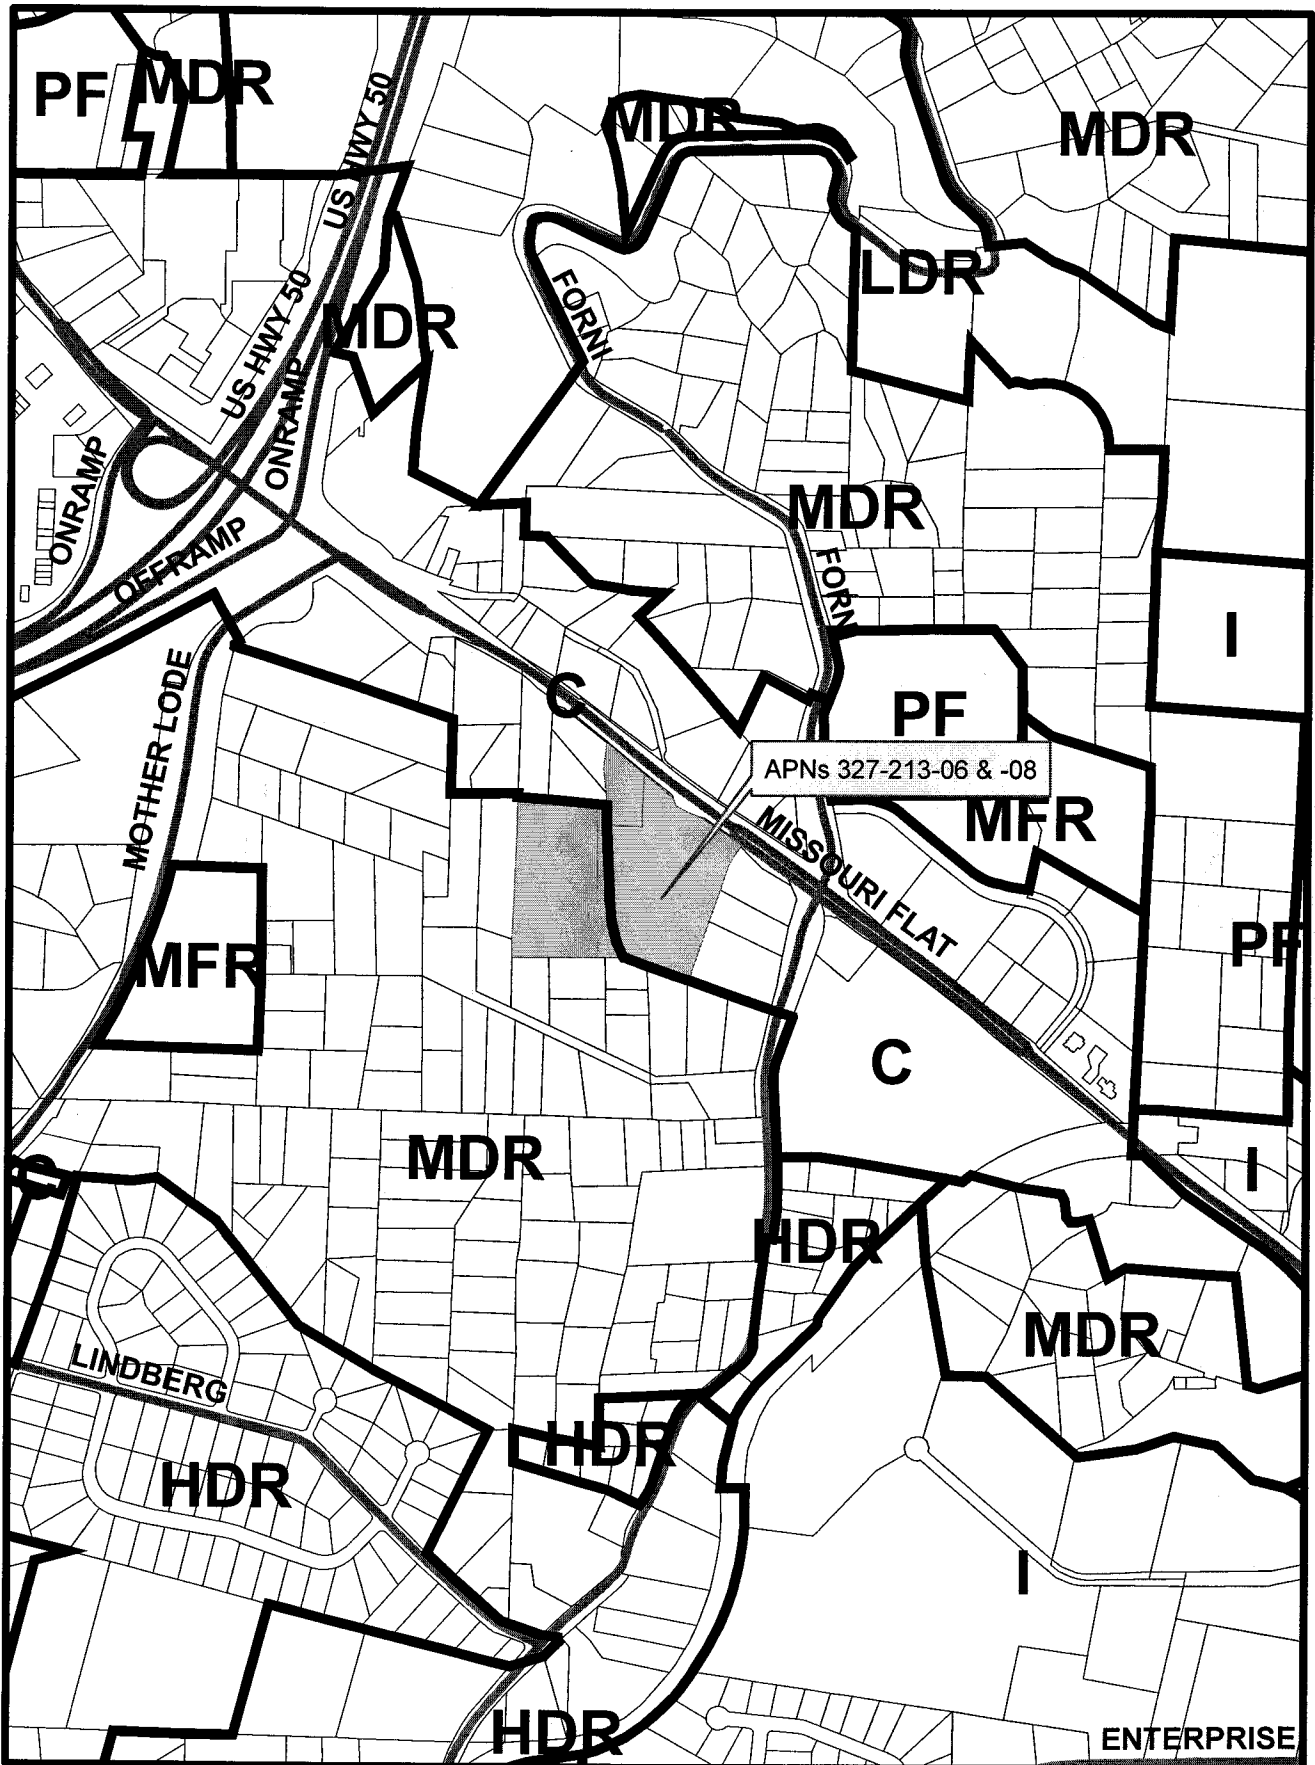 PF
MDR
US HWY 50
MDR
MDR
LDR
FORNI
MDR
US HWY 50
ONRAMP
ONRAMP
OFFRAMP
MDR
FORN
I
MOTHER LODE
C
PF
APNs 327-213-06 & -08
MFR
MISSOURI FLAT
PF
MFR
C
MDR
I
C
HDR
MDR
LINDBERG
HDR
HDR
I
HDR
ENTERPRISE